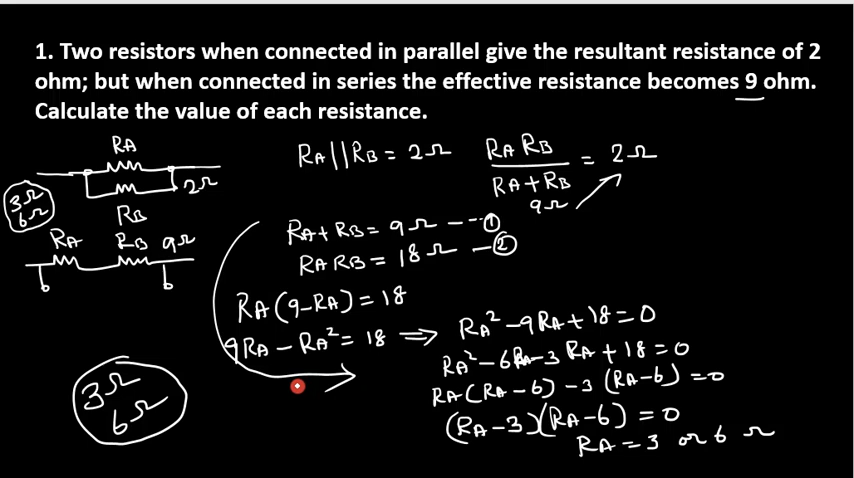 1. Two resistors when connected in parallel give the resultant resistance of 2
ohm; but when connected in series the effective resistance becomes 9 ohm.
Calculate the value of each resistance.
RA
2Ω
RB
3Ω
6Ω
RA RB 9Ω
RA||RB = 2Ω
RA RB / RA+RB = 2Ω
9Ω
RA+RB = 9Ω --- ①
RA RB = 18Ω - ②
RA(9-RA) = 18
9RA - RA² = 18 ⇒ RA² - 9RA + 18 = 0
RA² - 6RA - 3RA + 18 = 0
RA(RA-6) - 3(RA-6) = 0
(RA-3)(RA-6) = 0
RA = 3 or 6 Ω
3Ω
6Ω